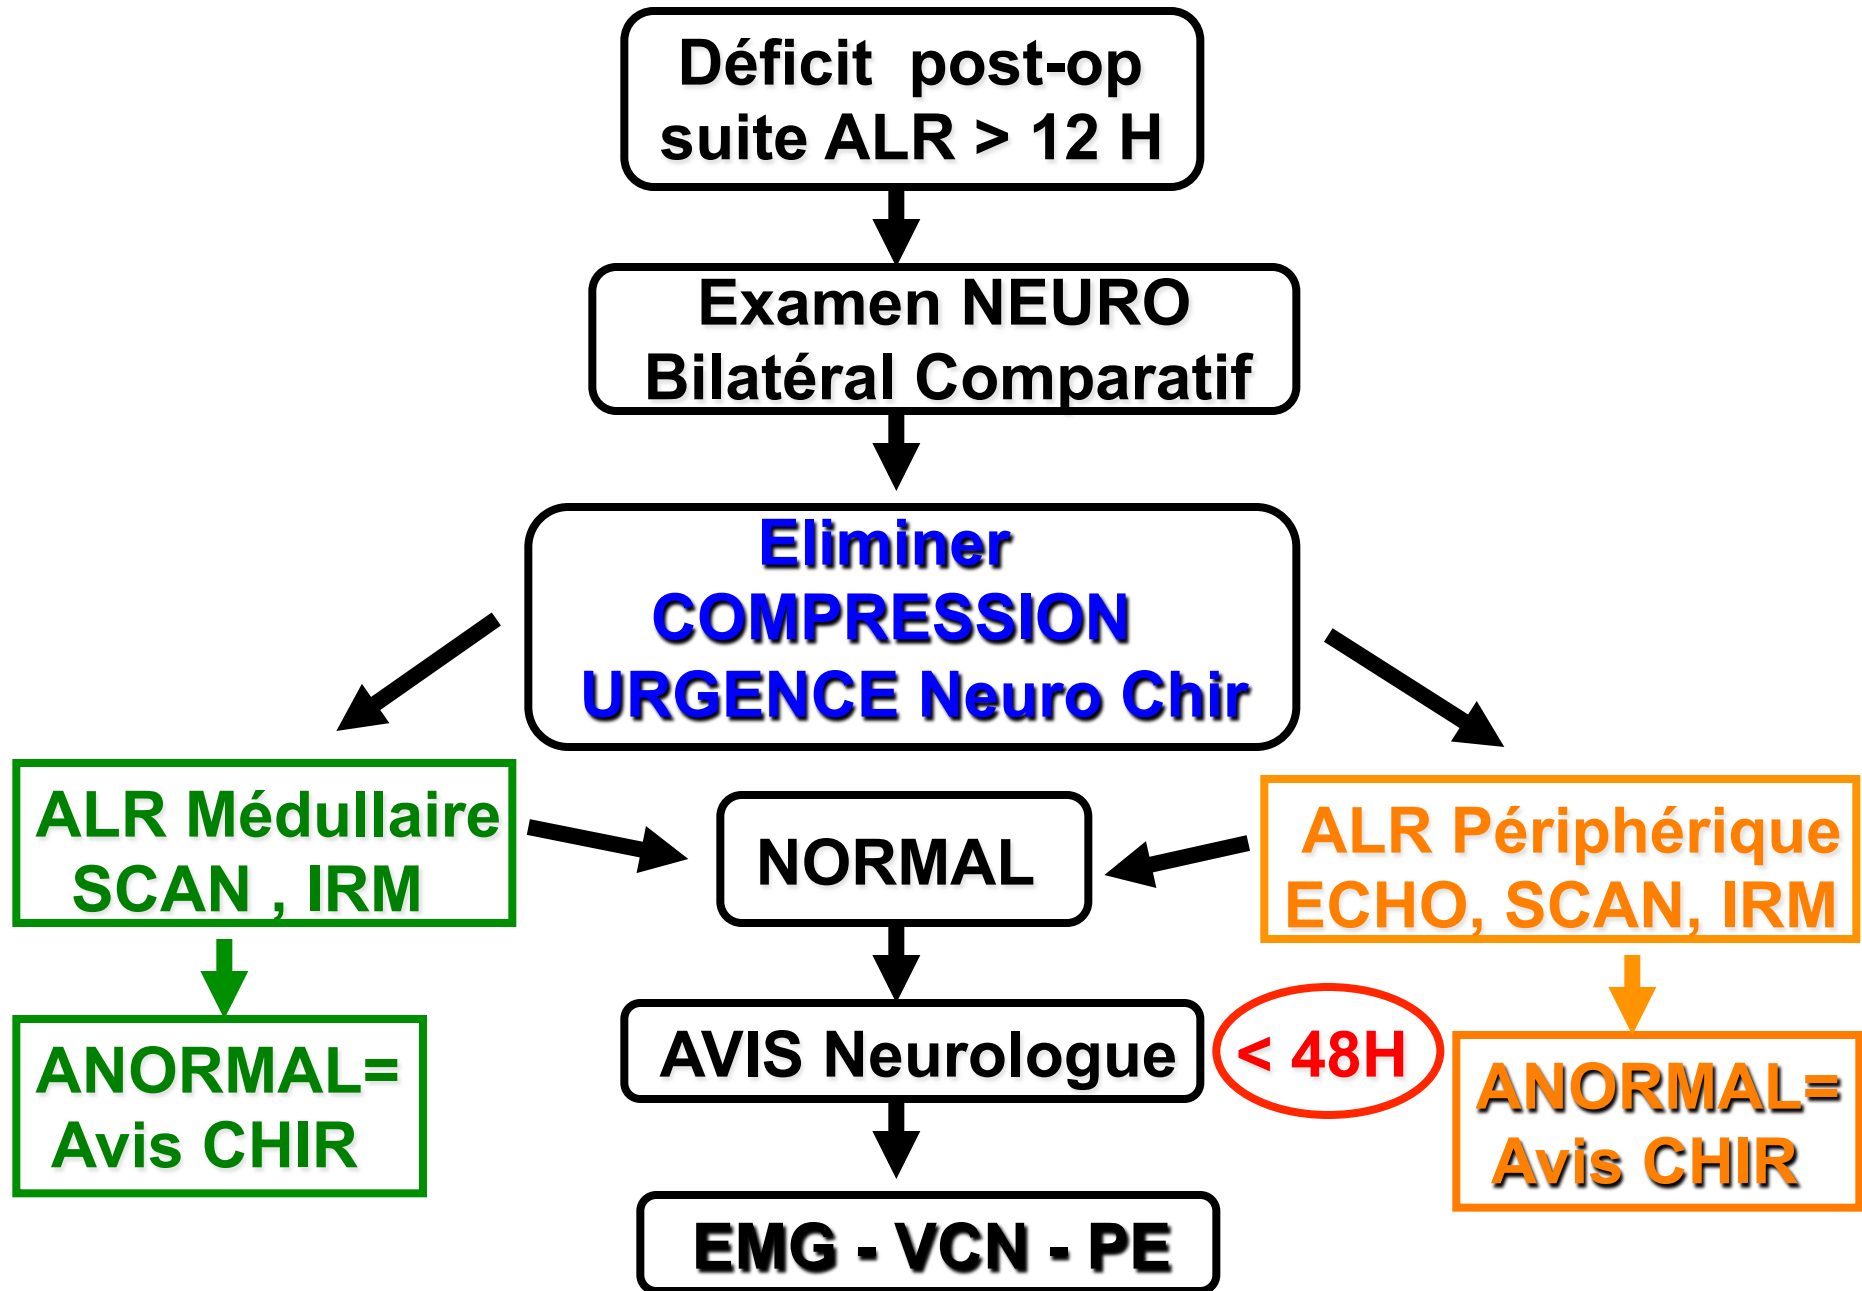 Déficit post-op
suite ALR > 12 H
Examen NEURO
Bilatéral Comparatif
Eliminer
COMPRESSION
URGENCE Neuro Chir
ALR Médullaire
SCAN , IRM
NORMAL
ALR Périphérique
ECHO, SCAN, IRM
ANORMAL=
Avis CHIR
AVIS Neurologue
< 48H
ANORMAL=
Avis CHIR
EMG - VCN - PE